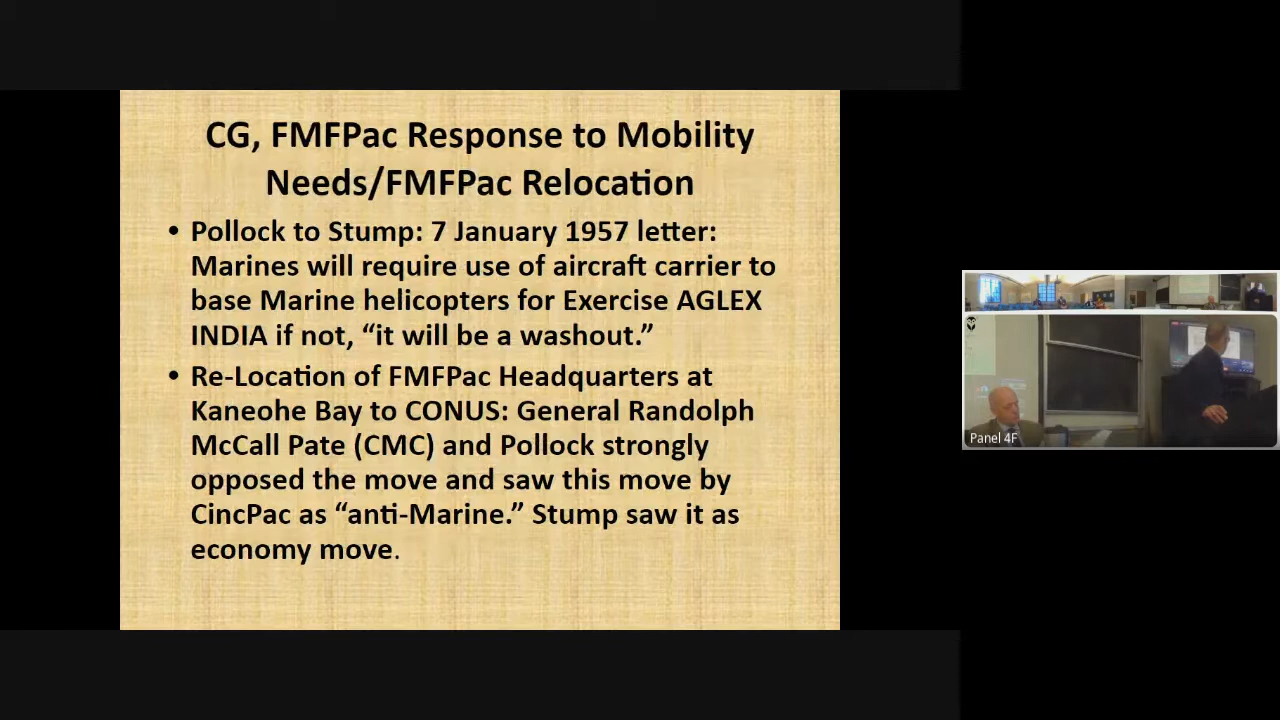 CG, FMFPac Response to Mobility
Needs/FMFPac Relocation
• Pollock to Stump: 7 January 1957 letter:
Marines will require use of aircraft carrier to
base Marine helicopters for Exercise AGLEX
INDIA if not, “it will be a washout.”
• Re-Location of FMFPac Headquarters at
Kaneohe Bay to CONUS: General Randolph
McCall Pate (CMC) and Pollock strongly
opposed the move and saw this move by
CincPac as “anti-Marine.” Stump saw it as
economy move.
Panel 4F